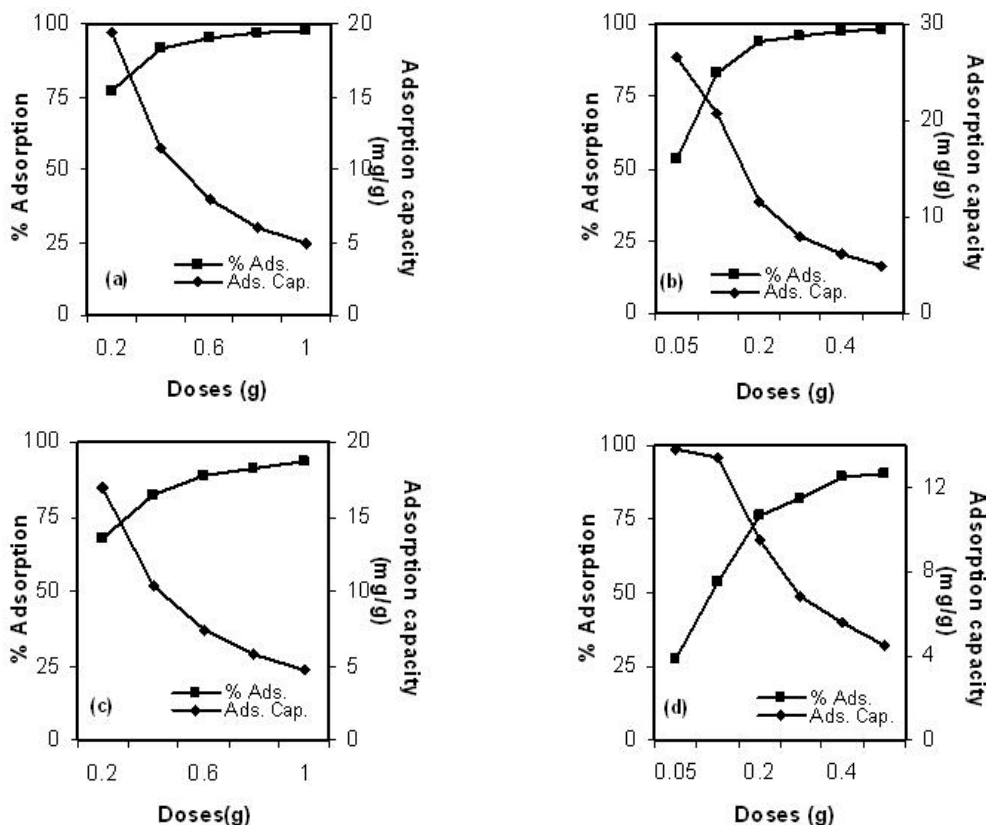 100
75
50
25
0
% Adsorption
20
15
10
5
0
Adsorption capacity
(mg/g)
(a)
% Ads.
Ads. Cap.
0.2 0.6 1
Doses (g)
100
75
50
25
0
% Adsorption
30
20
10
0
Adsorption capacity
(mg/g)
(b)
% Ads.
Ads. Cap.
0.05 0.2 0.4
Doses (g)
100
75
50
25
0
% Adsorption
20
15
10
5
0
Adsorption capacity
(mg/g)
(c)
% Ads.
Ads. Cap.
0.2 0.6 1
Doses(g)
100
75
50
25
0
% Adsorption
12
8
4
0
Adsorption capacity
(mg/g)
(d)
% Ads.
Ads. Cap.
0.05 0.2 0.4
Doses (g)